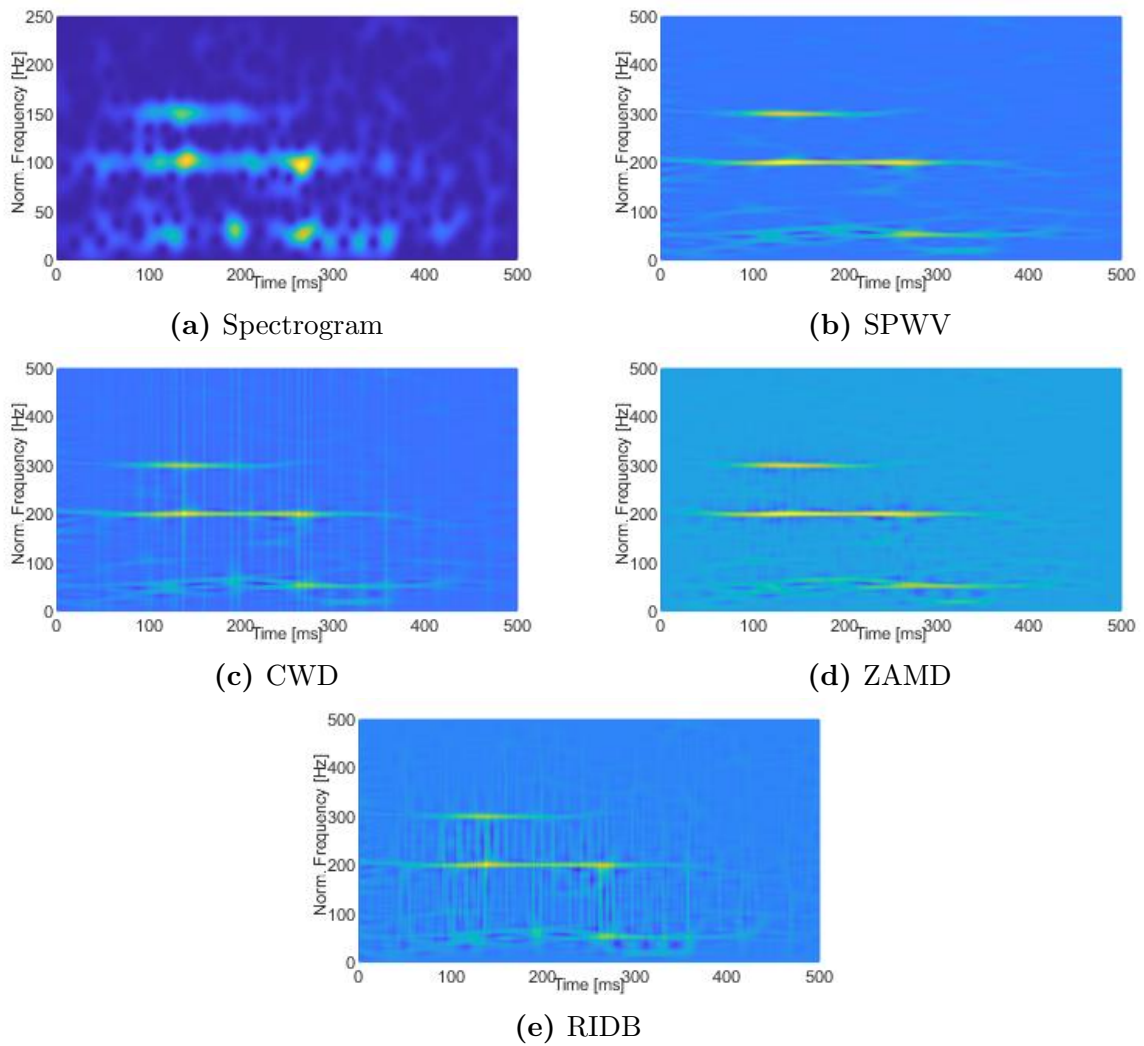 250
200
150
100
50
0
Norm. Frequency [Hz]
0 100 200 300 400 500
Time [ms]
(a) Spectrogram
500
400
300
200
100
0
Norm. Frequency [Hz]
0 100 200 300 400 500
Time [ms]
(b) SPWV
500
400
300
200
100
0
Norm. Frequency [Hz]
0 100 200 300 400 500
Time [ms]
(c) CWD
500
400
300
200
100
0
Norm. Frequency [Hz]
0 100 200 300 400 500
Time [ms]
(d) ZAMD
500
400
300
200
100
0
Norm. Frequency [Hz]
0 100 200 300 400 500
Time [ms]
(e) RIDB